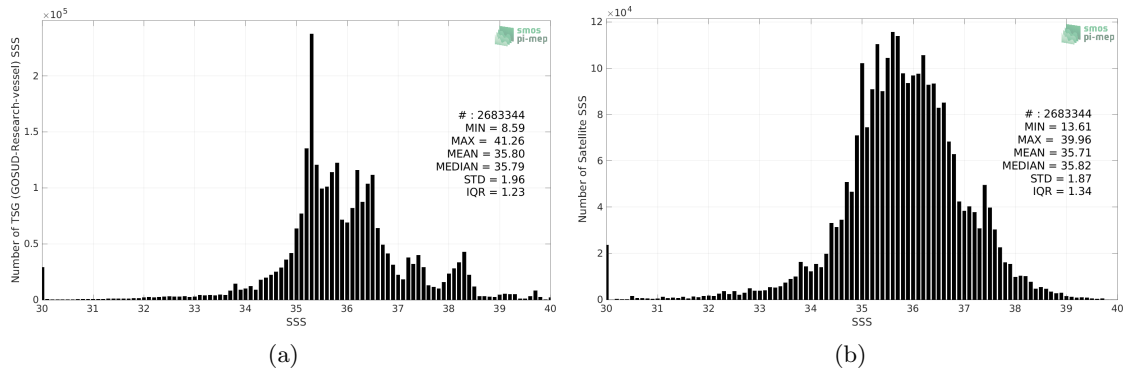 ×10⁵
smos
pi-mep
Number of TSG (GOSUD-Research-vessel) SSS
2
1.5
1
0.5
0
# : 2683344
MIN = 8.59
MAX = 41.26
MEAN = 35.80
MEDIAN = 35.79
STD = 1.96
IQR = 1.23
30 31 32 33 34 35 36 37 38 39 40
SSS
(a)
12 ×10⁴
smos
pi-mep
Number of Satellite SSS
10
8
6
4
2
0
# : 2683344
MIN = 13.61
MAX = 39.96
MEAN = 35.71
MEDIAN = 35.82
STD = 1.87
IQR = 1.34
30 31 32 33 34 35 36 37 38 39 40
SSS
(b)